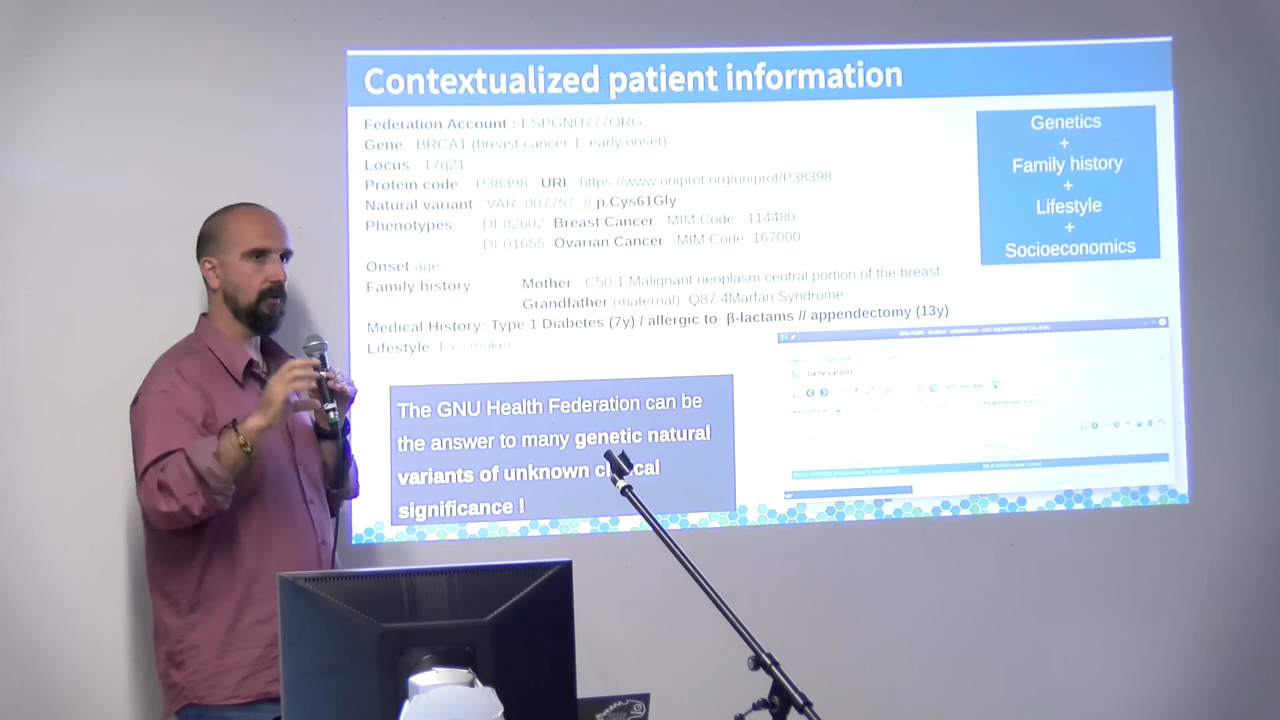 Contextualized patient information
Federation Account : ESPGNU777ORG
Gene BRCA1 (breast cancer 1, early onset)
Locus 17q21
Protein code P38398 URI https://www.uniprot.org/uniprot/P38398
Natural variant VAR_007757 // p.Cys61Gly
Phenotypes DI-02602 Breast Cancer MIM Code 114480
DI-01655 Ovarian Cancer MIM Code 167000
Onset age
Family history Mother C50.1 Malignant neoplasm central portion of the breast
Grandfather (maternal) Q87.4Marfan Syndrome
Medical History: Type 1 Diabetes (7y) / allergic to β-lactams // appendectomy (13y)
Lifestyle Ex-smoker
Genetics
+
Family history
+
Lifestyle
+
Socioeconomics
Gene variant
The GNU Health Federation can be
the answer to many genetic natural
variants of unknown clinical
significance !